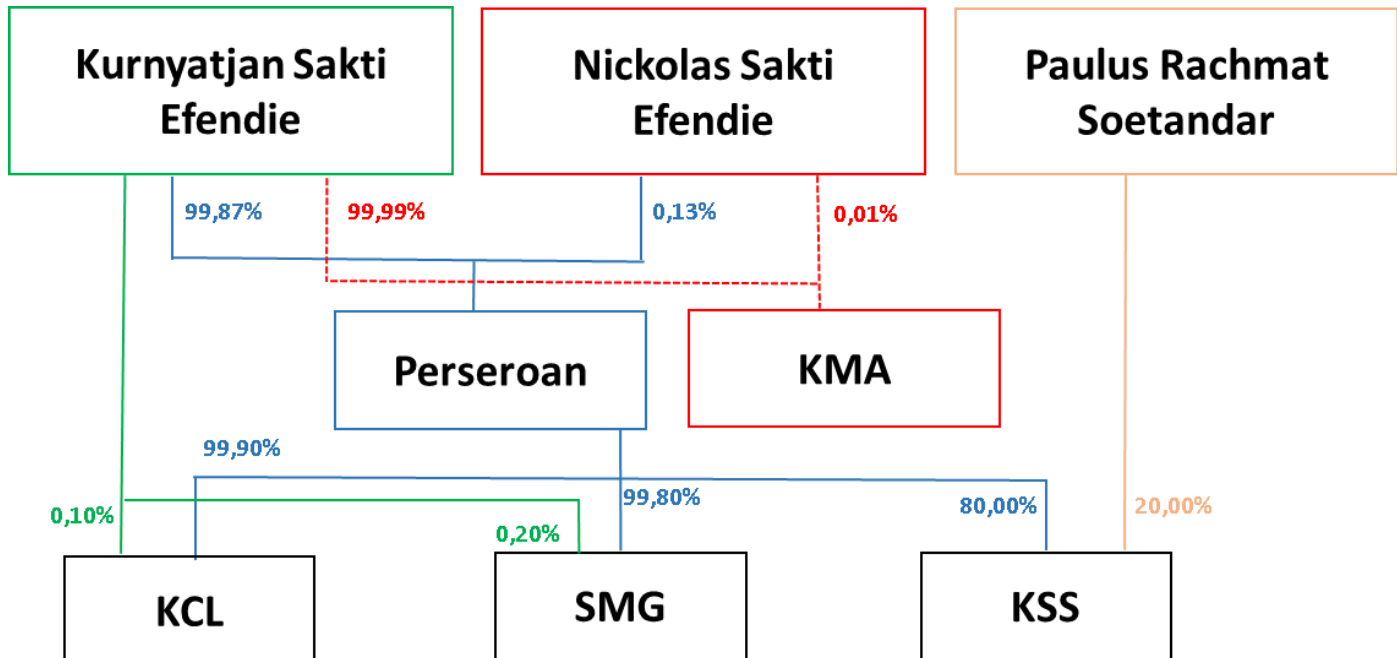 Kurnyatjan Sakti
Efendie
Nickolas Sakti
Efendie
Paulus Rachmat
Soetandar
99,87%
99,99%
0,13%
0,01%
Perseroan
KMA
99,90%
0,10%
0,20%
99,80%
80,00%
20,00%
KCL
SMG
KSS